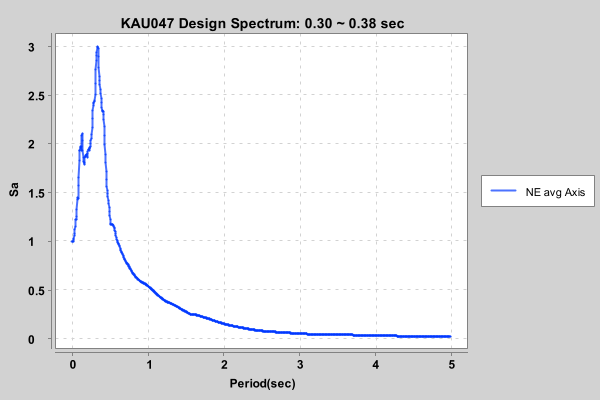 KAU047 Design Spectrum: 0.30 ~ 0.38 sec
3
2.5
2
1.5
1
0.5
0
Sa
NE avg Axis
0 1 2 3 4 5
Period(sec)